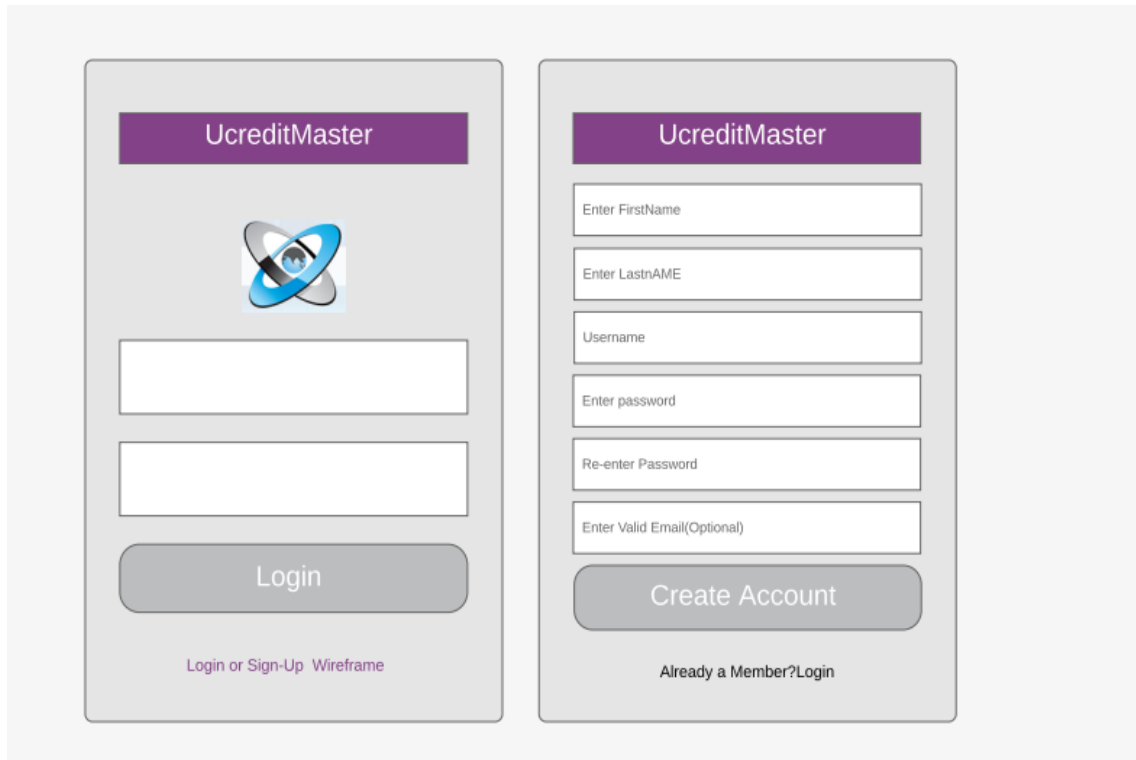 UcreditMaster
Login
Login or Sign-Up  Wireframe
UcreditMaster
Enter FirstName
Enter LastnAME
Username
Enter password
Re-enter Password
Enter Valid Email(Optional)
Create Account
Already a Member?Login